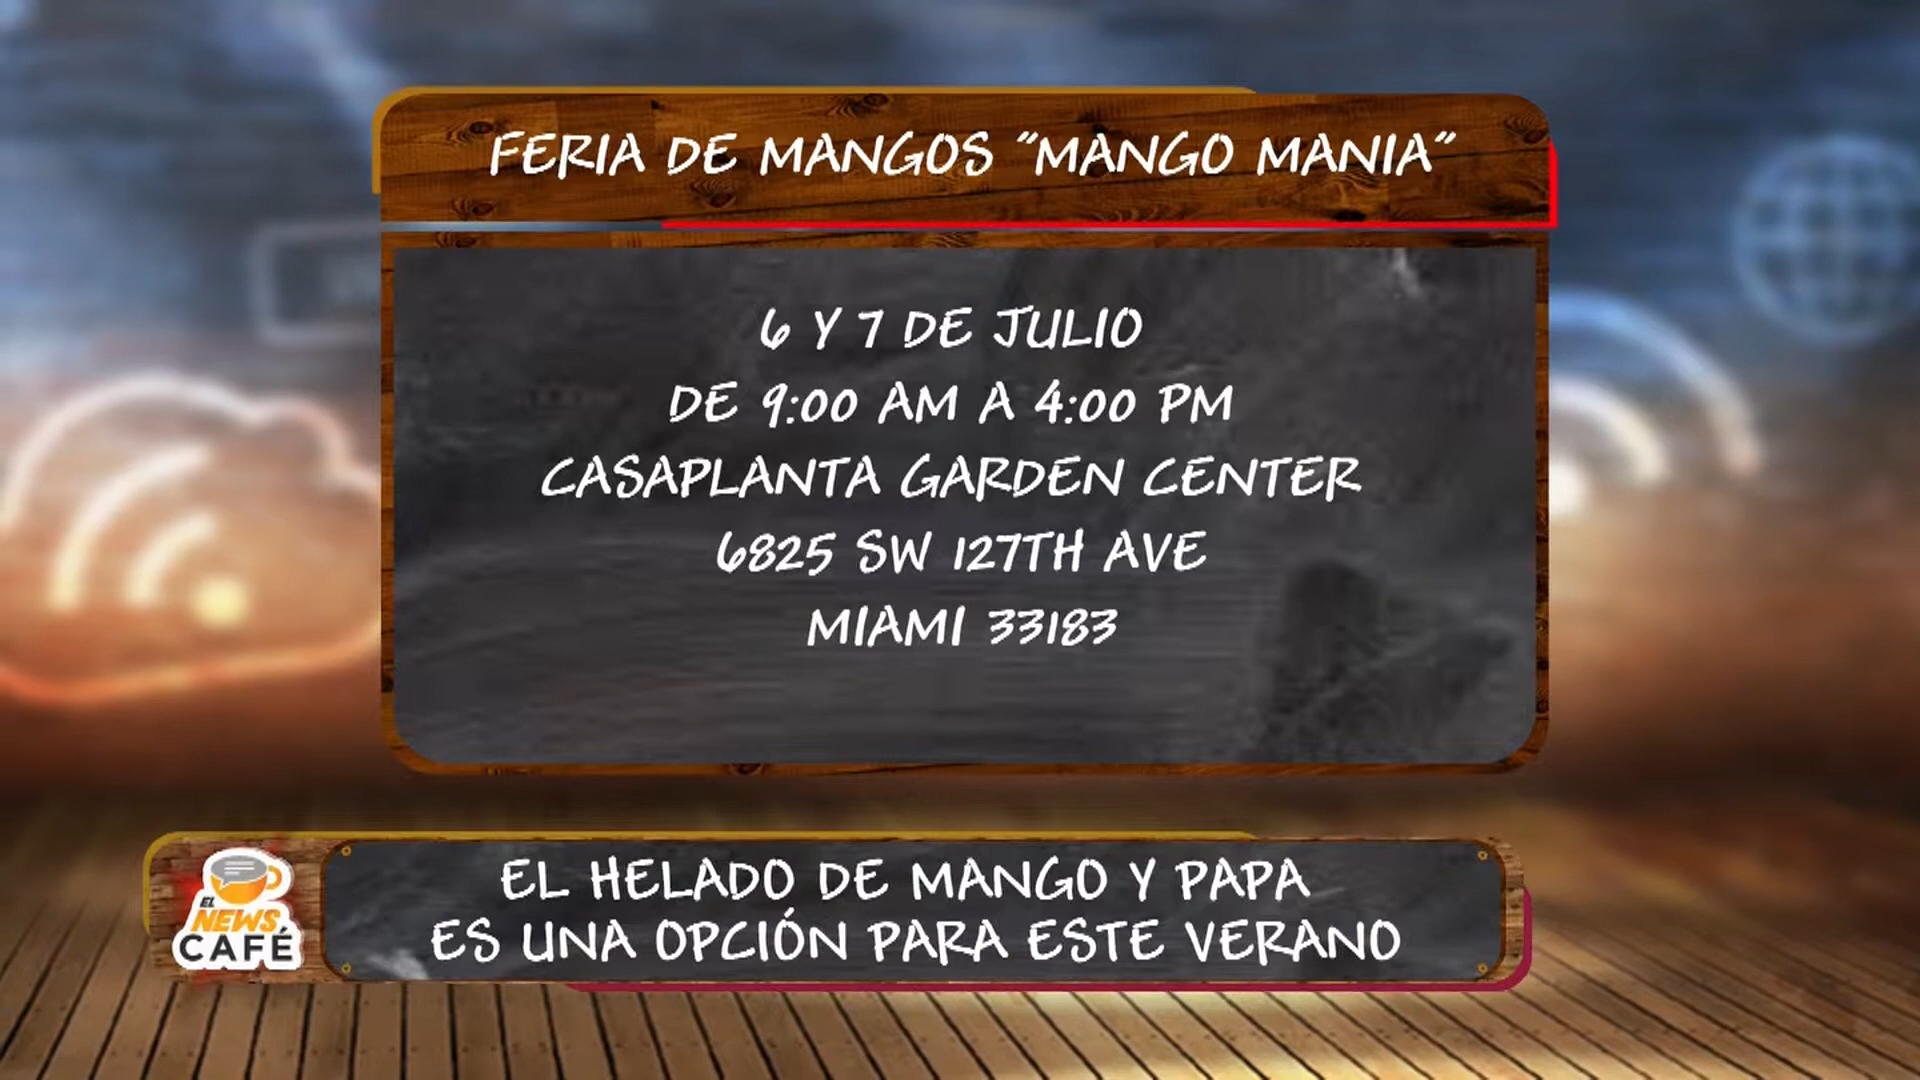 FERIA DE MANGOS "MANGO MANIA"
6 Y 7 DE JULIO
DE 9:00 AM A 4:00 PM
CASAPLANTA GARDEN CENTER
6825 SW 127TH AVE
MIAMI 33183
EL HELADO DE MANGO Y PAPA
ES UNA OPCIÓN PARA ESTE VERANO
EL
NEWS
CAFÉ